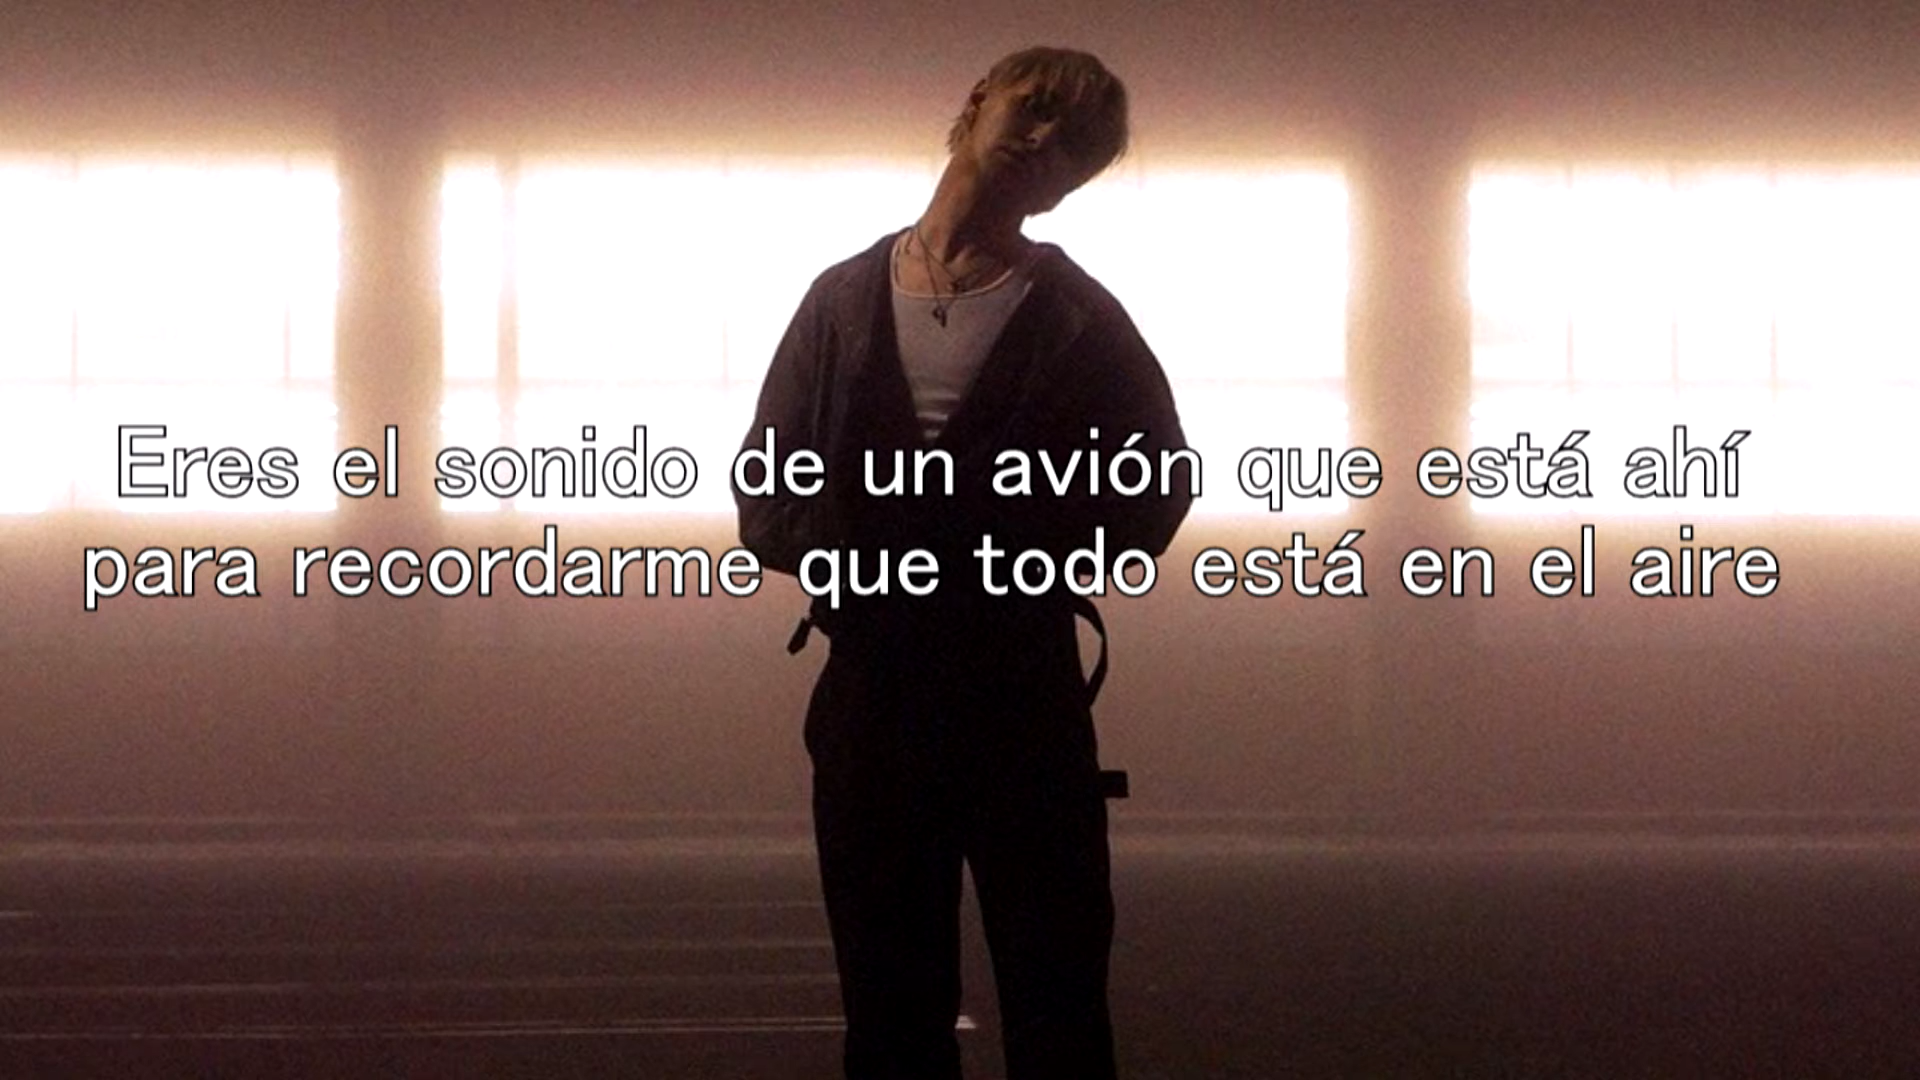 Eres el sonido de un avión que está ahí
para recordarme que todo está en el aire